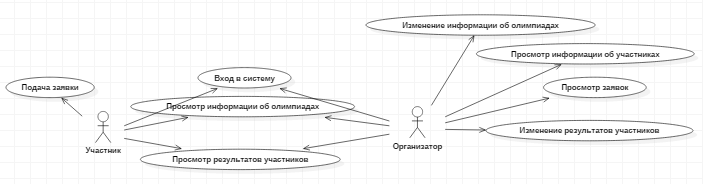 Изменение информации об олимпиадах
Просмотр информации об участниках
Вход в систему
Подача заявки
Просмотр заявок
Просмотр информации об олимпиадах
Изменение результатов участников
Участник
Организатор
Просмотр результатов участников